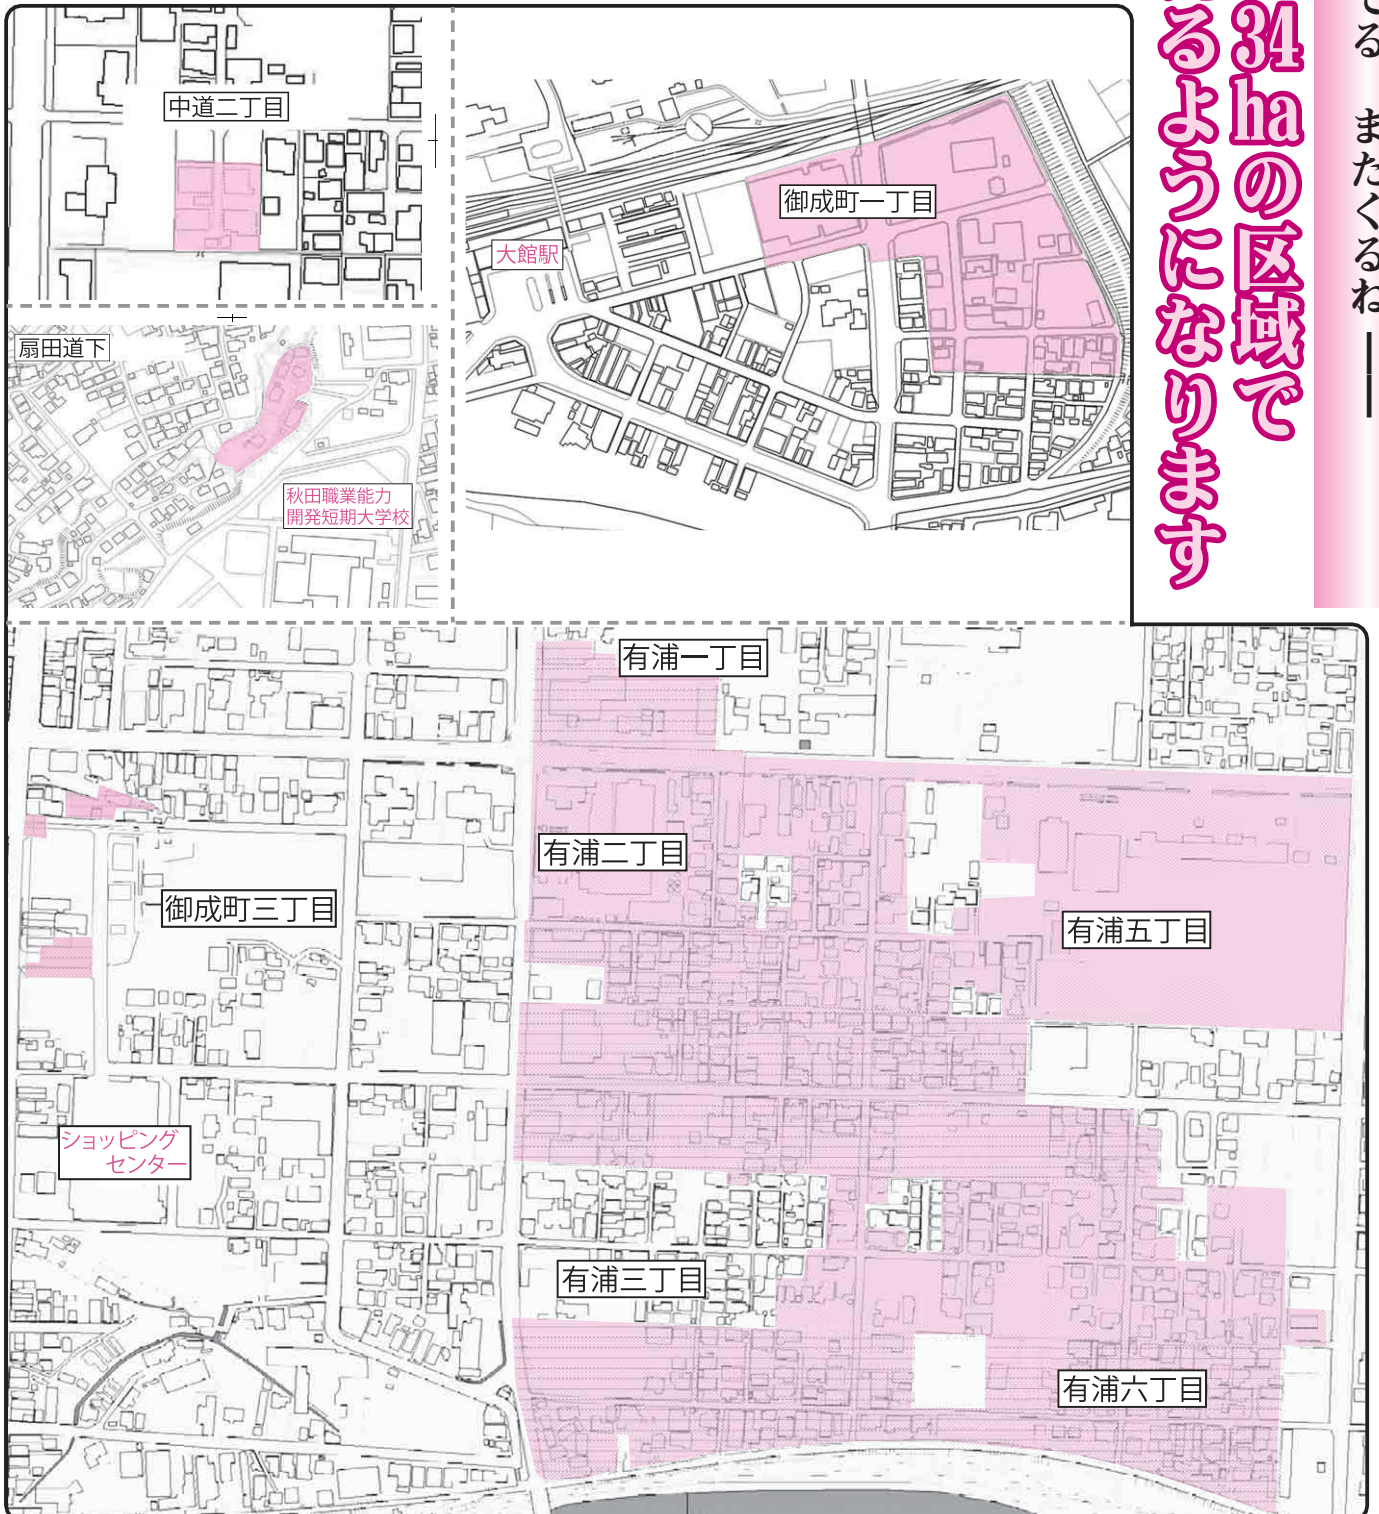 さる またくるね――
34haの区域で
るようになります
中道二丁目
御成町一丁目
大館駅
扇田道下
秋田職業能力
開発短期大学校
有浦一丁目
有浦二丁目
御成町三丁目
有浦五丁目
ショッピング
センター
有浦三丁目
有浦六丁目